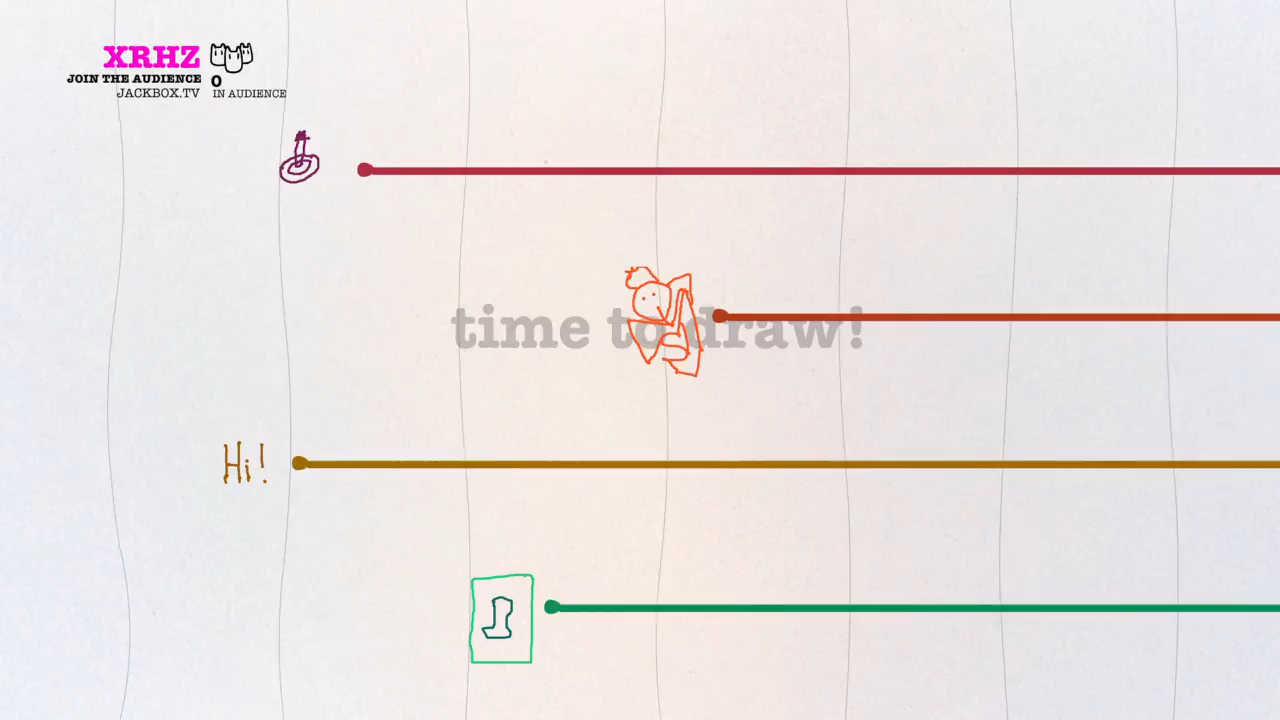 XRHZ
JOIN THE AUDIENCE
JACKBOX.TV
0
IN AUDIENCE
time to draw!
Hi!